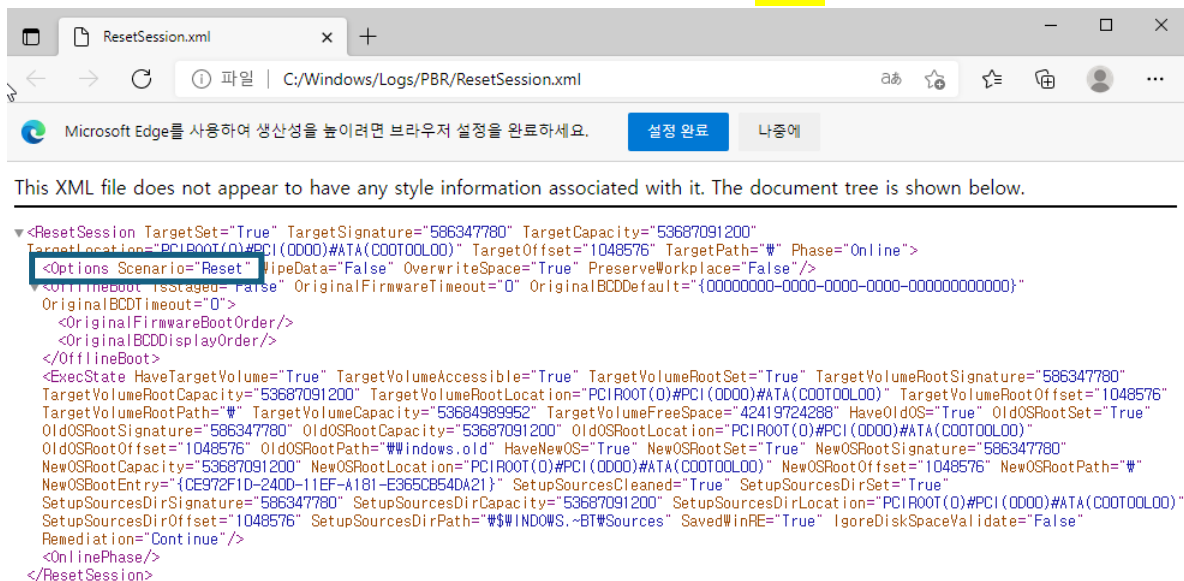 ResetSession.xml
파일 | C:/Windows/Logs/PBR/ResetSession.xml
Microsoft Edge를 사용하여 생산성을 높이려면 브라우저 설정을 완료하세요. 설정 완료 나중에
This XML file does not appear to have any style information associated with it. The document tree is shown below.
▼<ResetSession TargetSet="True" TargetSignature="586347780" TargetCapacity="53687091200"
TargetLocation="PCIROOT(0)#PCI(0D00)#ATA(C00T00L00)" TargetOffset="1048576" TargetPath="₩" Phase="Online">
<Options Scenario="Reset" WipeData="False" OverwriteSpace="True" PreserveWorkplace="False"/>
▼<OfflineBoot IsStaged="False" OriginalFirmwareTimeout="0" OriginalBCDDefault="{00000000-0000-0000-0000-000000000000}"
OriginalBCDTimeout="0">
<OriginalFirmwareBootOrder/>
<OriginalBCDDisplayOrder/>
</OfflineBoot>
<ExecState HaveTargetVolume="True" TargetVolumeAccessible="True" TargetVolumeRootSet="True" TargetVolumeRootSignature="586347780"
TargetVolumeRootCapacity="53687091200" TargetVolumeRootLocation="PCIROOT(0)#PCI(0D00)#ATA(C00T00L00)" TargetVolumeRootOffset="1048576"
TargetVolumeRootPath="₩" TargetVolumeCapacity="53684989952" TargetVolumeFreeSpace="42419724288" HaveOldOS="True" OldOSRootSet="True"
OldOSRootSignature="586347780" OldOSRootCapacity="53687091200" OldOSRootLocation="PCIROOT(0)#PCI(0D00)#ATA(C00T00L00)"
OldOSRootOffset="1048576" OldOSRootPath="₩Windows.old" HaveNewOS="True" NewOSRootSet="True" NewOSRootSignature="586347780"
NewOSRootCapacity="53687091200" NewOSRootLocation="PCIROOT(0)#PCI(0D00)#ATA(C00T00L00)" NewOSRootOffset="1048576" NewOSRootPath="₩"
NewOSBootEntry="{CE972F1D-240D-11EF-A181-E365CB54DA21}" SetupSourcesCleaned="True" SetupSourcesDirSet="True"
SetupSourcesDirSignature="586347780" SetupSourcesDirCapacity="53687091200" SetupSourcesDirLocation="PCIROOT(0)#PCI(0D00)#ATA(C00T00L00)"
SetupSourcesDirOffset="1048576" SetupSourcesDirPath="₩$WINDOWS.~BT₩Sources" SavedWinRE="True" IgoreDiskSpaceValidate="False"
Remediation="Continue"/>
<OnlinePhase/>
</ResetSession>